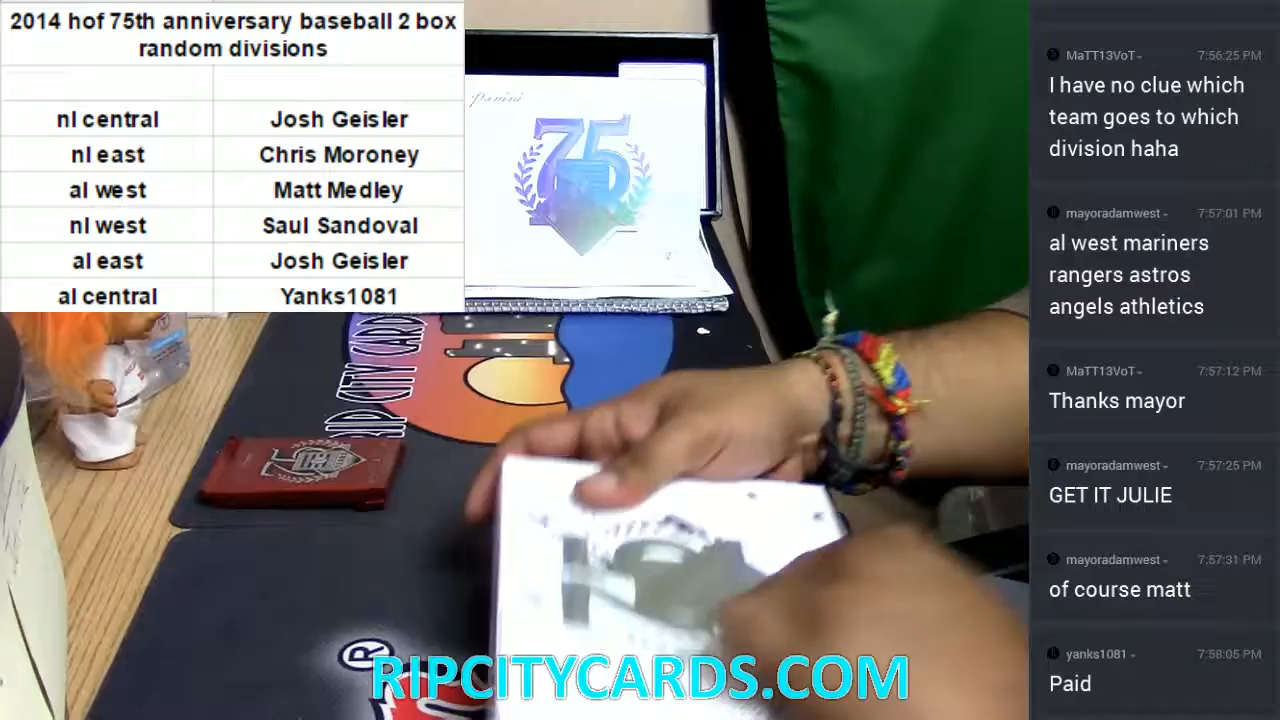 2014 hof 75th anniversary baseball 2 box
random divisions
nl central Josh Geisler
nl east Chris Moroney
al west Matt Medley
nl west Saul Sandoval
al east Josh Geisler
al central Yanks1081
Panini
75
RIP CITY CARDS
75
®
RIPCITYCARDS.COM
MaTT13VoT 7:56:25 PM
I have no clue which
team goes to which
division haha
mayoradamwest 7:57:01 PM
al west mariners
rangers astros
angels athletics
MaTT13VoT 7:57:12 PM
Thanks mayor
mayoradamwest 7:57:25 PM
GET IT JULIE
mayoradamwest 7:57:31 PM
of course matt
yanks1081 7:58:05 PM
Paid